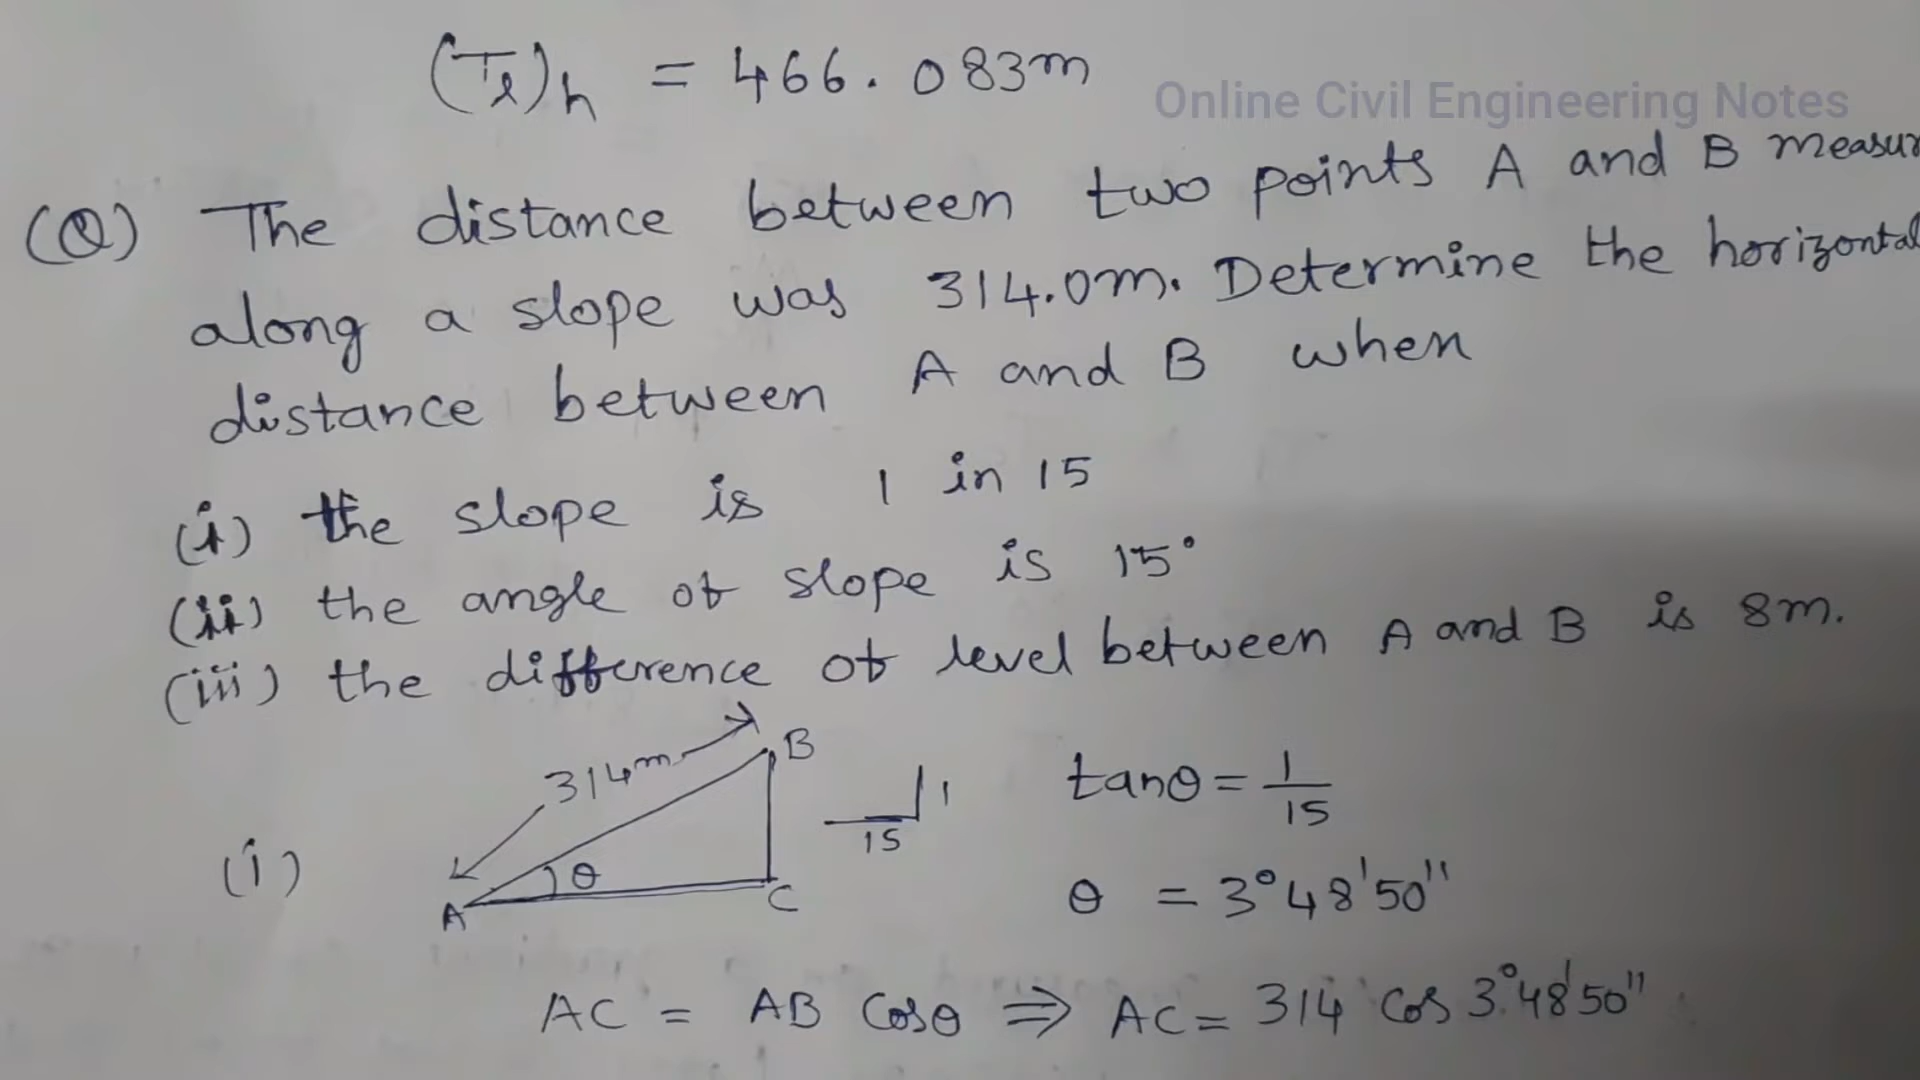 (Tl)h = 466.083m
Online Civil Engineering Notes
(Q) The distance between two points A and B measur
along a slope was 314.0m. Determine the horizontal
distance between A and B when
(i) the slope is 1 in 15
(ii) the angle of slope is 15°
(iii) the difference of level between A and B is 8m.
314m
B
1
15
tanθ = 1/15
(i)
θ
A
C
θ = 3°48'50"
AC = AB Cosθ ⇒ AC = 314 Cos 3°48'50"